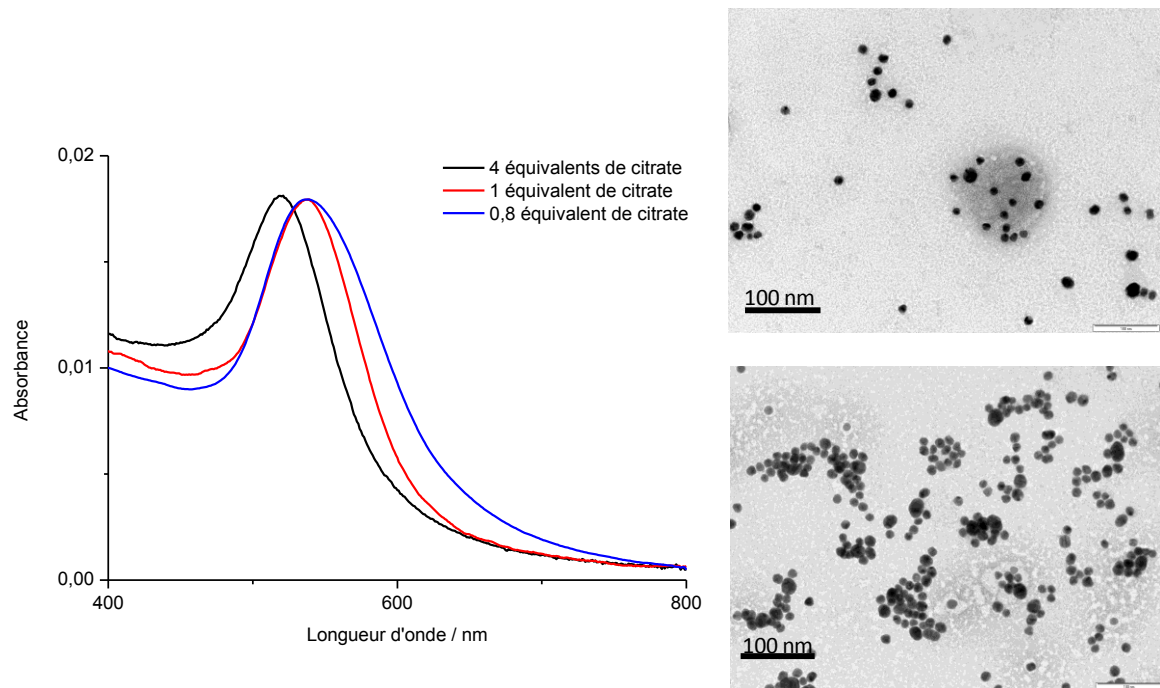 0,02
4 équivalents de citrate
1 équivalent de citrate
0,8 équivalent de citrate
Absorbance
0,01
0,00
400
600
800
Longueur d'onde / nm
100 nm
100 nm